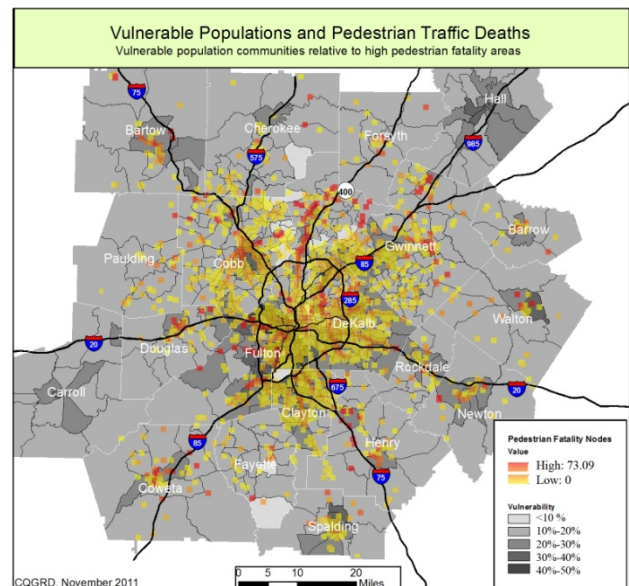 Vulnerable Populations and Pedestrian Traffic Deaths
Vulnerable population communities relative to high pedestrian fatality areas
75
Hall
Bartow
Cherokee
Forsyth
575
985
400
Gwinnett
Barrow
Paulding
Cobb
85
285
Walton
DeKalb
20
Douglas
Fulton
Rockdale
Carroll
675
20
Clayton
Newton
85
Henry
Fayette
75
Coweta
Spalding
Pedestrian Fatality Nodes
Value
High: 73.09
Low: 0
Vulnerability
<10 %
10%-20%
20%-30%
30%-40%
40%-50%
0 5 10 20
Miles
CQGRD, November 2011